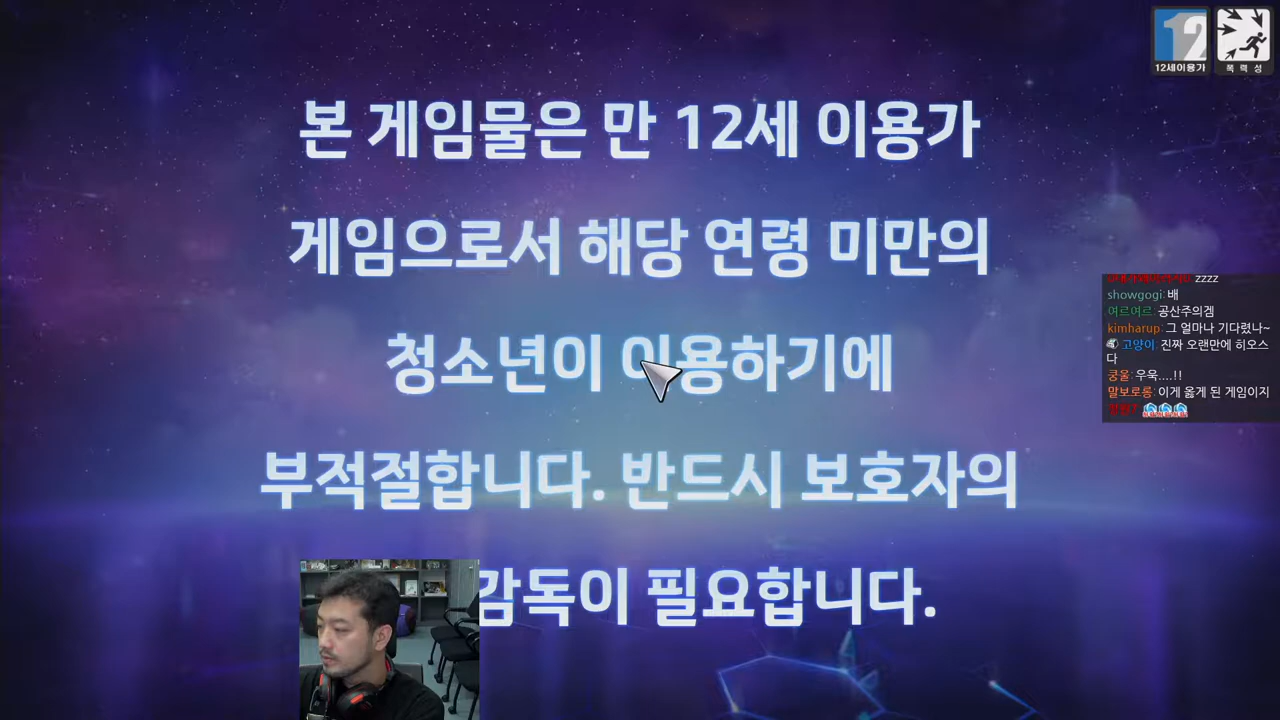 12세이용가
폭력성
본 게임물은 만 12세 이용가
게임으로서 해당 연령 미만의
청소년이 이용하기에
부적절합니다. 반드시 보호자의
감독이 필요합니다.
zzzz
showgogi: 배
여르여르: 공산주의겜
kimharup: 그 얼마나 기다렸나~
고양이: 진짜 오랜만에 히오스
다
쿵울: 우욱....!!
말보로롱: 이게 옳게 된 게임이지